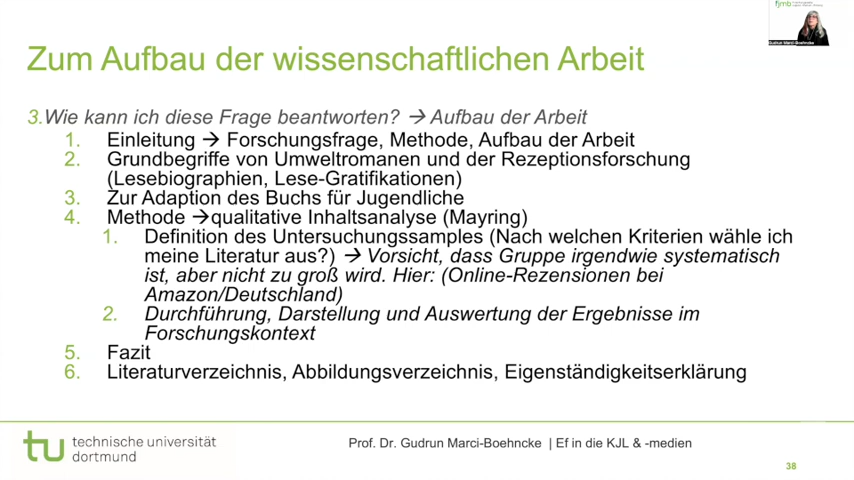 fjmb
Gudrun Marci-Boehncke
Zum Aufbau der wissenschaftlichen Arbeit
3.Wie kann ich diese Frage beantworten? → Aufbau der Arbeit
1. Einleitung → Forschungsfrage, Methode, Aufbau der Arbeit
2. Grundbegriffe von Umweltromanen und der Rezeptionsforschung
(Lesebiographien, Lese-Gratifikationen)
3. Zur Adaption des Buchs für Jugendliche
4. Methode →qualitative Inhaltsanalyse (Mayring)
1. Definition des Untersuchungssamples (Nach welchen Kriterien wähle ich
meine Literatur aus?) → Vorsicht, dass Gruppe irgendwie systematisch
ist, aber nicht zu groß wird. Hier: (Online-Rezensionen bei
Amazon/Deutschland)
2. Durchführung, Darstellung und Auswertung der Ergebnisse im
Forschungskontext
5. Fazit
6. Literaturverzeichnis, Abbildungsverzeichnis, Eigenständigkeitserklärung
tu technische universität
dortmund
Prof. Dr. Gudrun Marci-Boehncke | Ef in die KJL & -medien
38